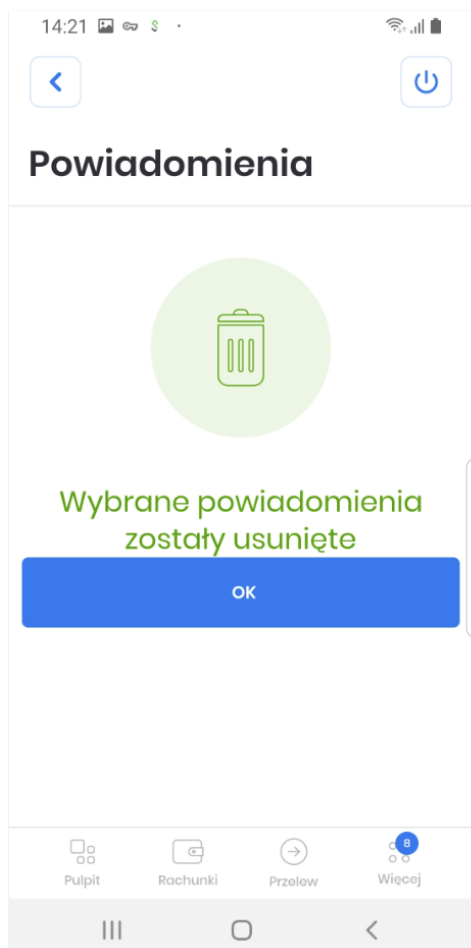 14:21
Powiadomienia
Wybrane powiadomienia
zostały usunięte
OK
8
Pulpit Rachunki Przelew Więcej